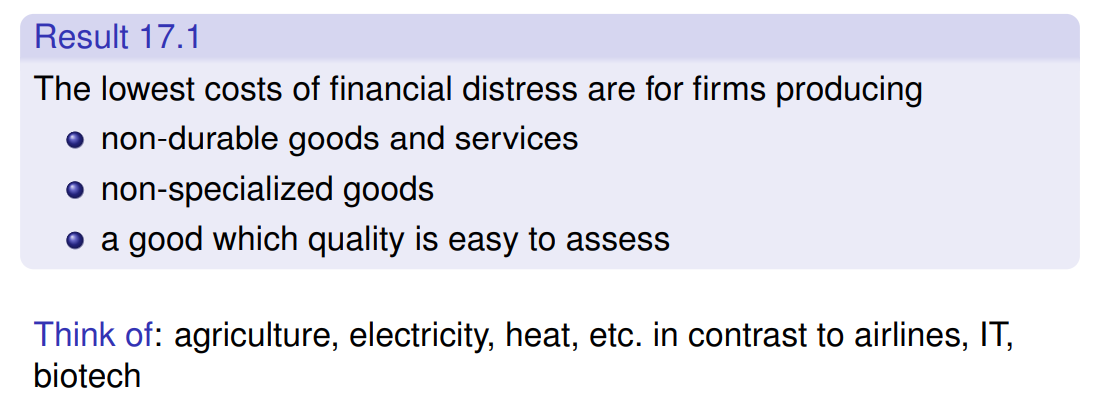 Result 17.1
The lowest costs of financial distress are for firms producing
non-durable goods and services
non-specialized goods
a good which quality is easy to assess
Think of: agriculture, electricity, heat, etc. in contrast to airlines, IT,
biotech